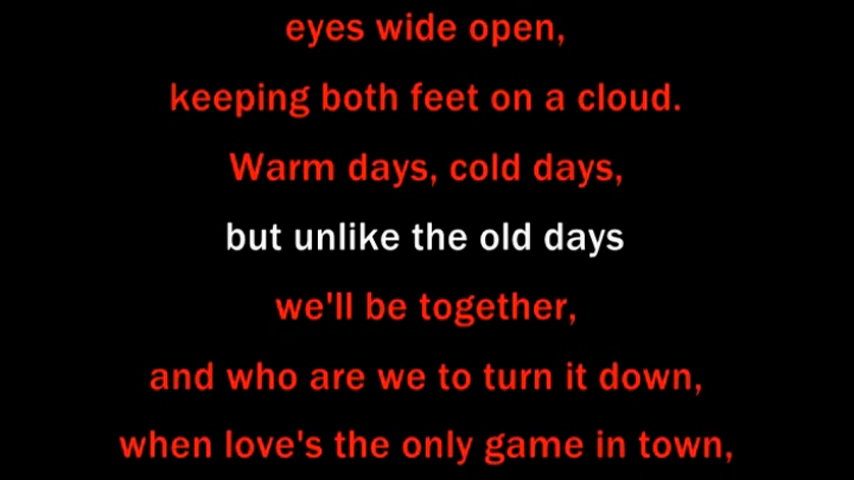 eyes wide open,
keeping both feet on a cloud.
Warm days, cold days,
but unlike the old days
we'll be together,
and who are we to turn it down,
when love's the only game in town,